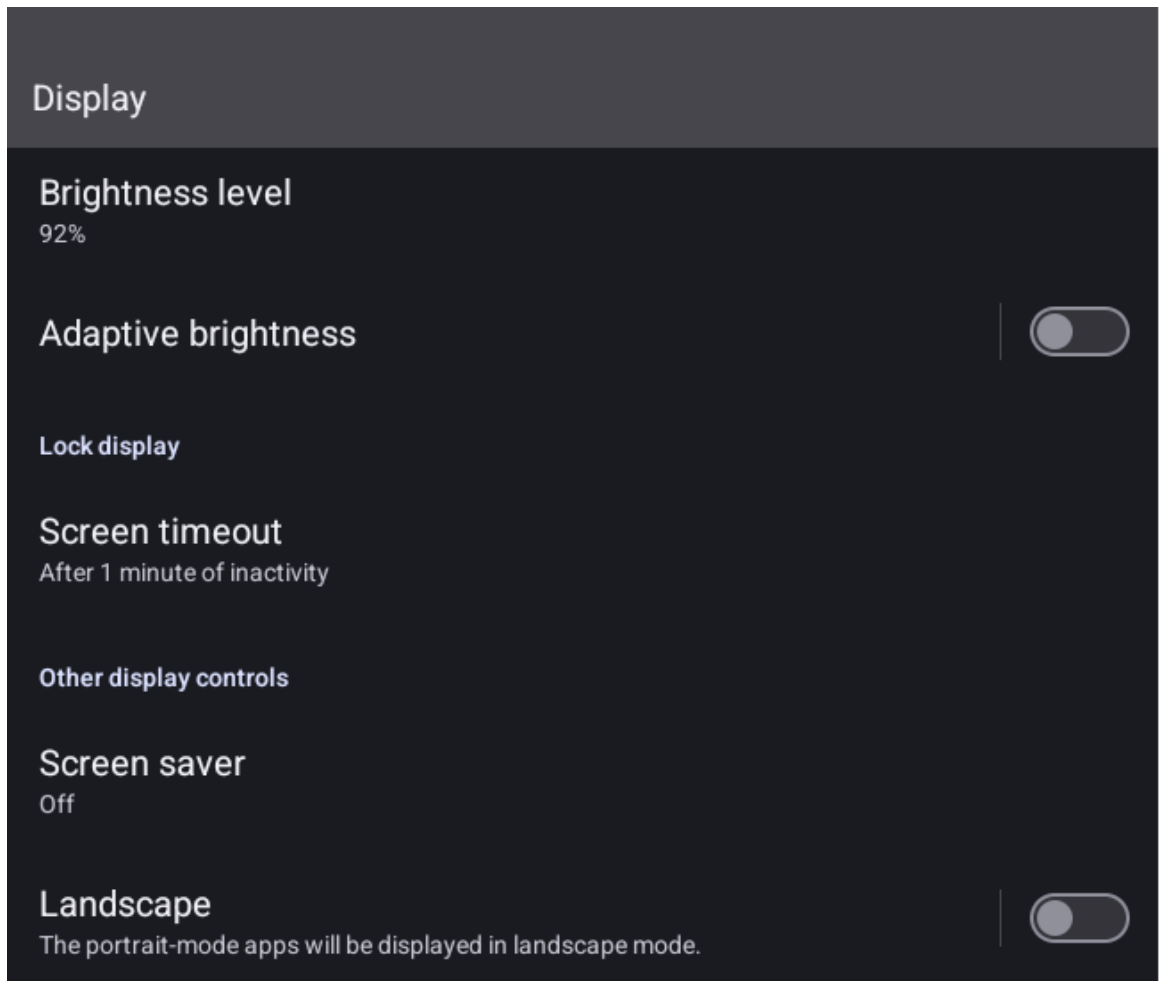 Display
Brightness level
92%
Adaptive brightness
Lock display
Screen timeout
After 1 minute of inactivity
Other display controls
Screen saver
Off
Landscape
The portrait-mode apps will be displayed in landscape mode.